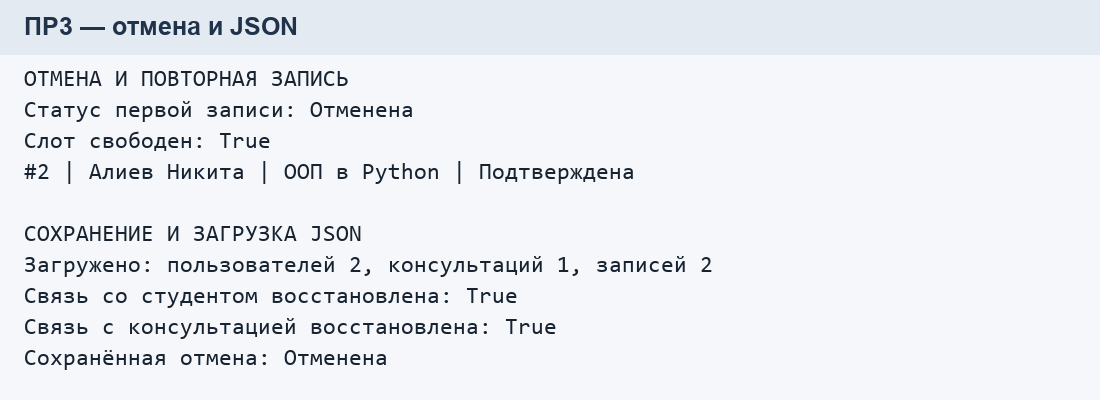 ПР3 — отмена и JSON
ОТМЕНА И ПОВТОРНАЯ ЗАПИСЬ
Статус первой записи: Отменена
Слот свободен: True
#2 | Алиев Никита | ООП в Python | Подтверждена
СОХРАНЕНИЕ И ЗАГРУЗКА JSON
Загружено: пользователей 2, консультаций 1, записей 2
Связь со студентом восстановлена: True
Связь с консультацией восстановлена: True
Сохранённая отмена: Отменена